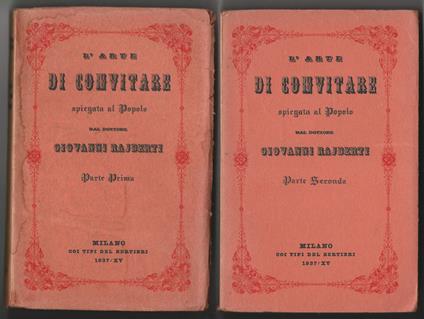 L'ARTE
DI CONVITARE
spiegata al Popolo
DAL DOTTORE
GIOVANNI RAJBERTI
Parte Prima
MILANO
COI TIPI DEL BERTIERI
1937/XV
L'ARTE
DI CONVITARE
spiegata al Popolo
DAL DOTTORE
GIOVANNI RAJBERTI
Parte Seconda
MILANO
COI TIPI DEL BERTIERI
1937/XV